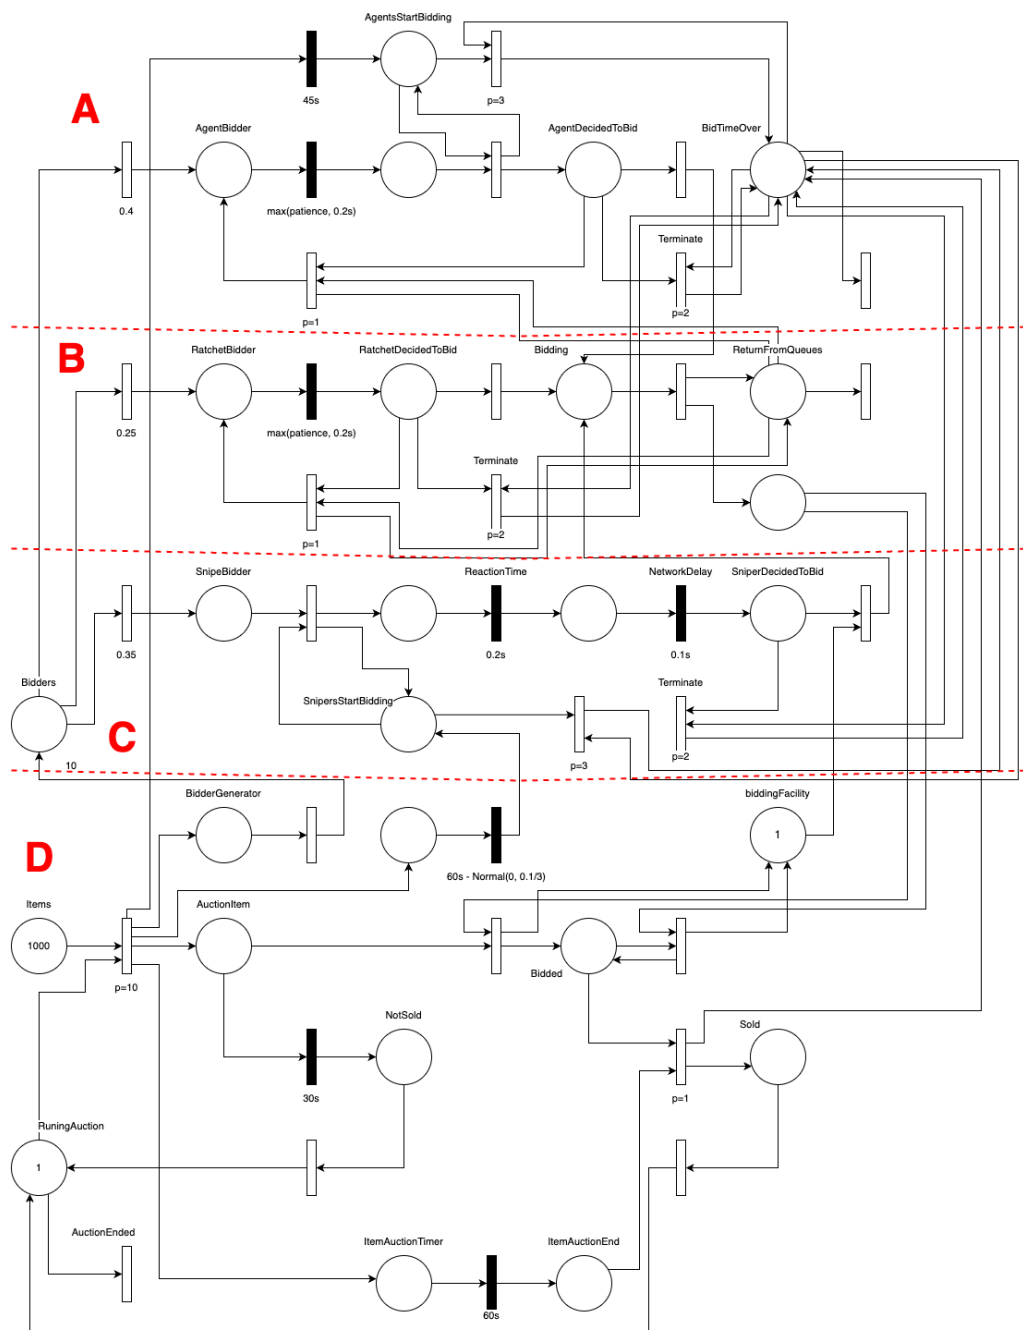 AgentsStartBidding
45s
p=3
A
AgentBidder
AgentDecidedToBid
BidTimeOver
0.4
max(patience, 0.2s)
Terminate
p=1
p=2
B
RatchetBidder
RatchetDecidedToBid
Bidding
ReturnFromQueues
0.25
max(patience, 0.2s)
Terminate
p=1
p=2
SnipeBidder
ReactionTime
NetworkDelay
SniperDecidedToBid
0.35
0.2s
0.1s
Bidders
SnipersStartBidding
Terminate
C
10
p=3
p=2
BidderGenerator
biddingFacility
1
D
60s - Normal(0, 0.1/3)
Items
AuctionItem
1000
Bidded
p=10
NotSold
Sold
30s
p=1
RuningAuction
1
AuctionEnded
ItemAuctionTimer
ItemAuctionEnd
60s